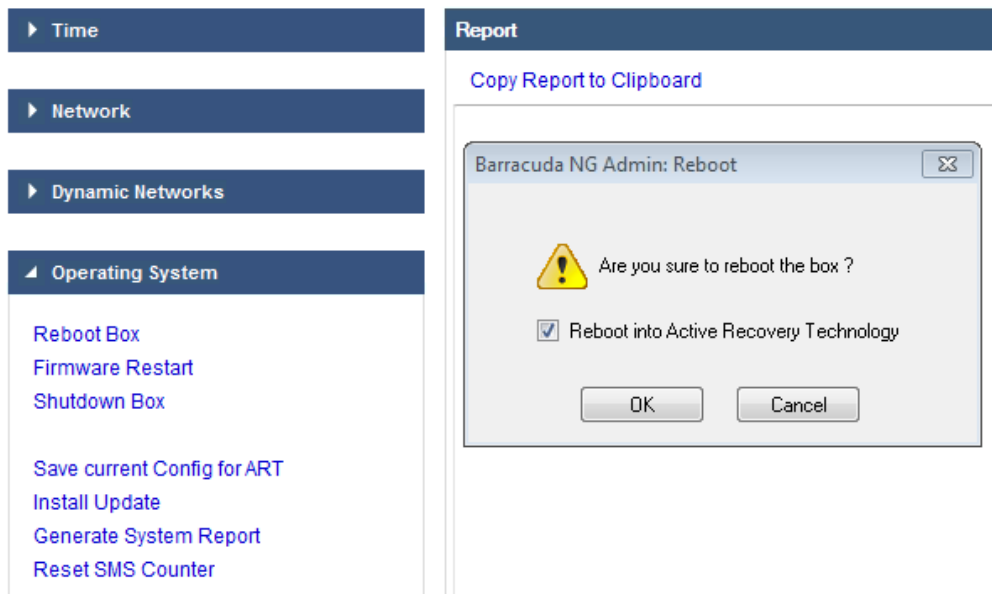 Time
Network
Dynamic Networks
Operating System
Reboot Box
Firmware Restart
Shutdown Box
Save current Config for ART
Install Update
Generate System Report
Reset SMS Counter
Report
Copy Report to Clipboard
Barracuda NG Admin: Reboot
Are you sure to reboot the box ?
Reboot into Active Recovery Technology
OK
Cancel